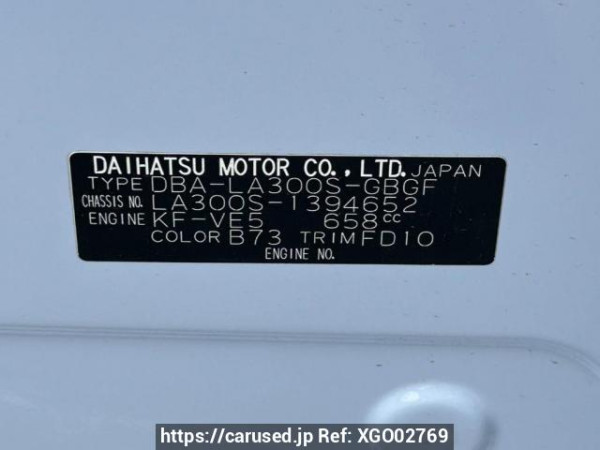 DAIHATSU MOTOR CO., LTD. JAPAN
TYPE DBA-LA300S-GBGF
CHASSIS NO. LA300S-1394652
ENGINE KF-VE5 658cc
COLOR B73 TRIM FD10
ENGINE NO.
https://carused.jp Ref: XGO02769